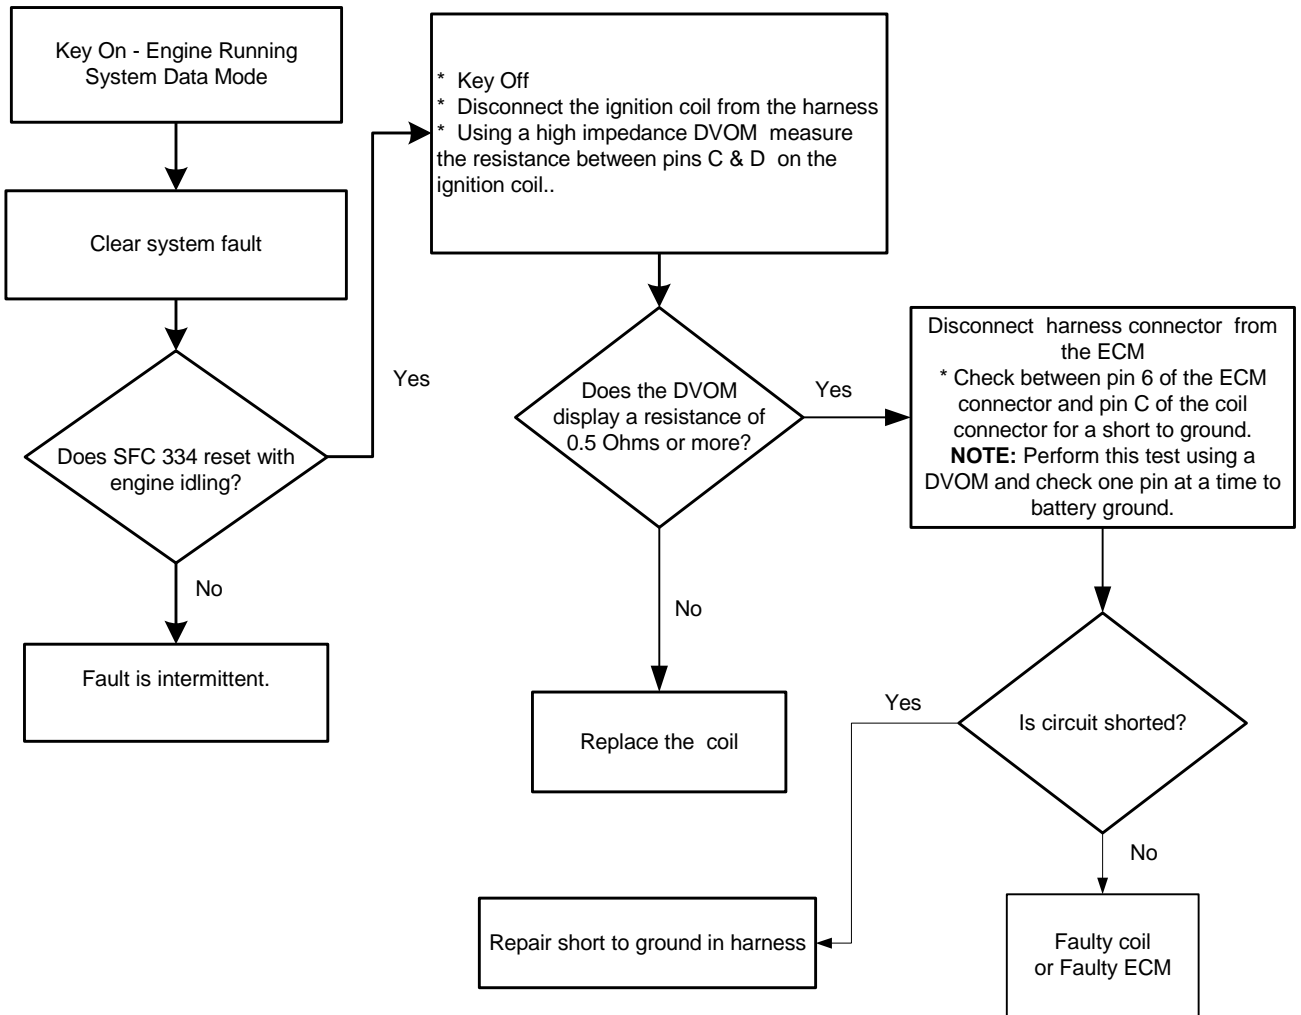 Key On - Engine Running
System Data Mode
Clear system fault
Does SFC 334 reset with
engine idling?
Yes
No
Fault is intermittent.
* Key Off
* Disconnect the ignition coil from the harness
* Using a high impedance DVOM measure
the resistance between pins C & D on the
ignition coil..
Does the DVOM
display a resistance of
0.5 Ohms or more?
Yes
No
Replace the coil
Disconnect harness connector from
the ECM
* Check between pin 6 of the ECM
connector and pin C of the coil
connector for a short to ground.
NOTE: Perform this test using a
DVOM and check one pin at a time to
battery ground.
Is circuit shorted?
Yes
No
Repair short to ground in harness
Faulty coil
or Faulty ECM